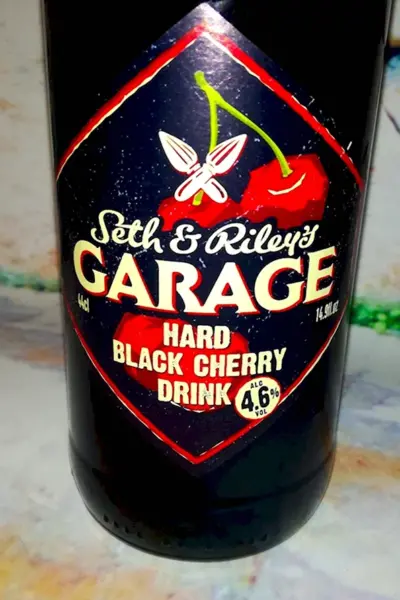 Seth & Riley's
GARAGE
44cl
14.9fl.oz
HARD
BLACK CHERRY
DRINK
ALC
4.6%
VOL